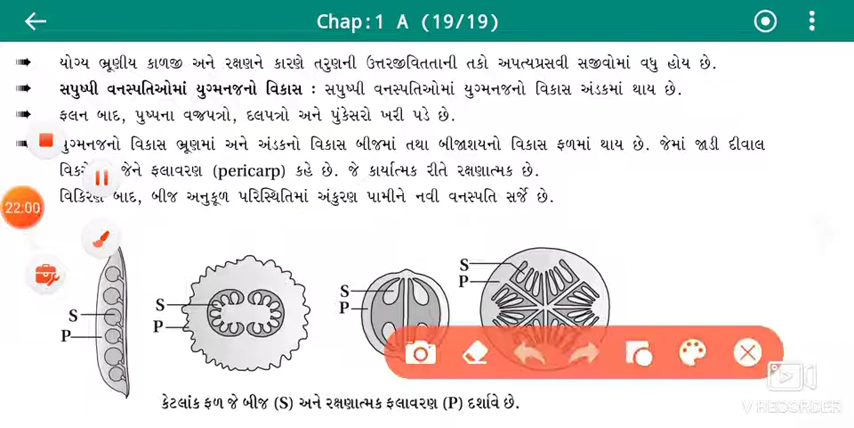 Chap:1 A (19/19)
યોગ્ય ભ્રૂણીય કાળજી અને રક્ષણને કારણે તરુણની ઉત્તરજીવિતતાની તકો અપત્યપ્રસવી સજીવોમાં વધુ હોય છે.
સપુષ્પી વનસ્પતિઓમાં યુગ્મનજનો વિકાસ : સપુષ્પી વનસ્પતિઓમાં યુગ્મનજનો વિકાસ અંડકમાં થાય છે.
ફલન બાદ, પુષ્પના વજ્રપત્રો, દલપત્રો અને પુંકેસરો ખરી પડે છે.
યુગ્મનજનો વિકાસ ભ્રૂણમાં અને અંડકનો વિકાસ બીજમાં તથા બીજાશયનો વિકાસ ફળમાં થાય છે. જેમાં જાડી દીવાલ
જેને ફલાવરણ (pericarp) કહે છે. જે કાર્યાત્મક રીતે રક્ષણાત્મક છે.
વિકિરણ બાદ, બીજ અનુકૂળ પરિસ્થિતિમાં અંકુરણ પામીને નવી વનસ્પતિ સર્જે છે.
22:00
S
P
S
P
S
P
S
P
કેટલાંક ફળ જે બીજ (S) અને રક્ષણાત્મક ફલાવરણ (P) દર્શાવે છે.
V RECORDER